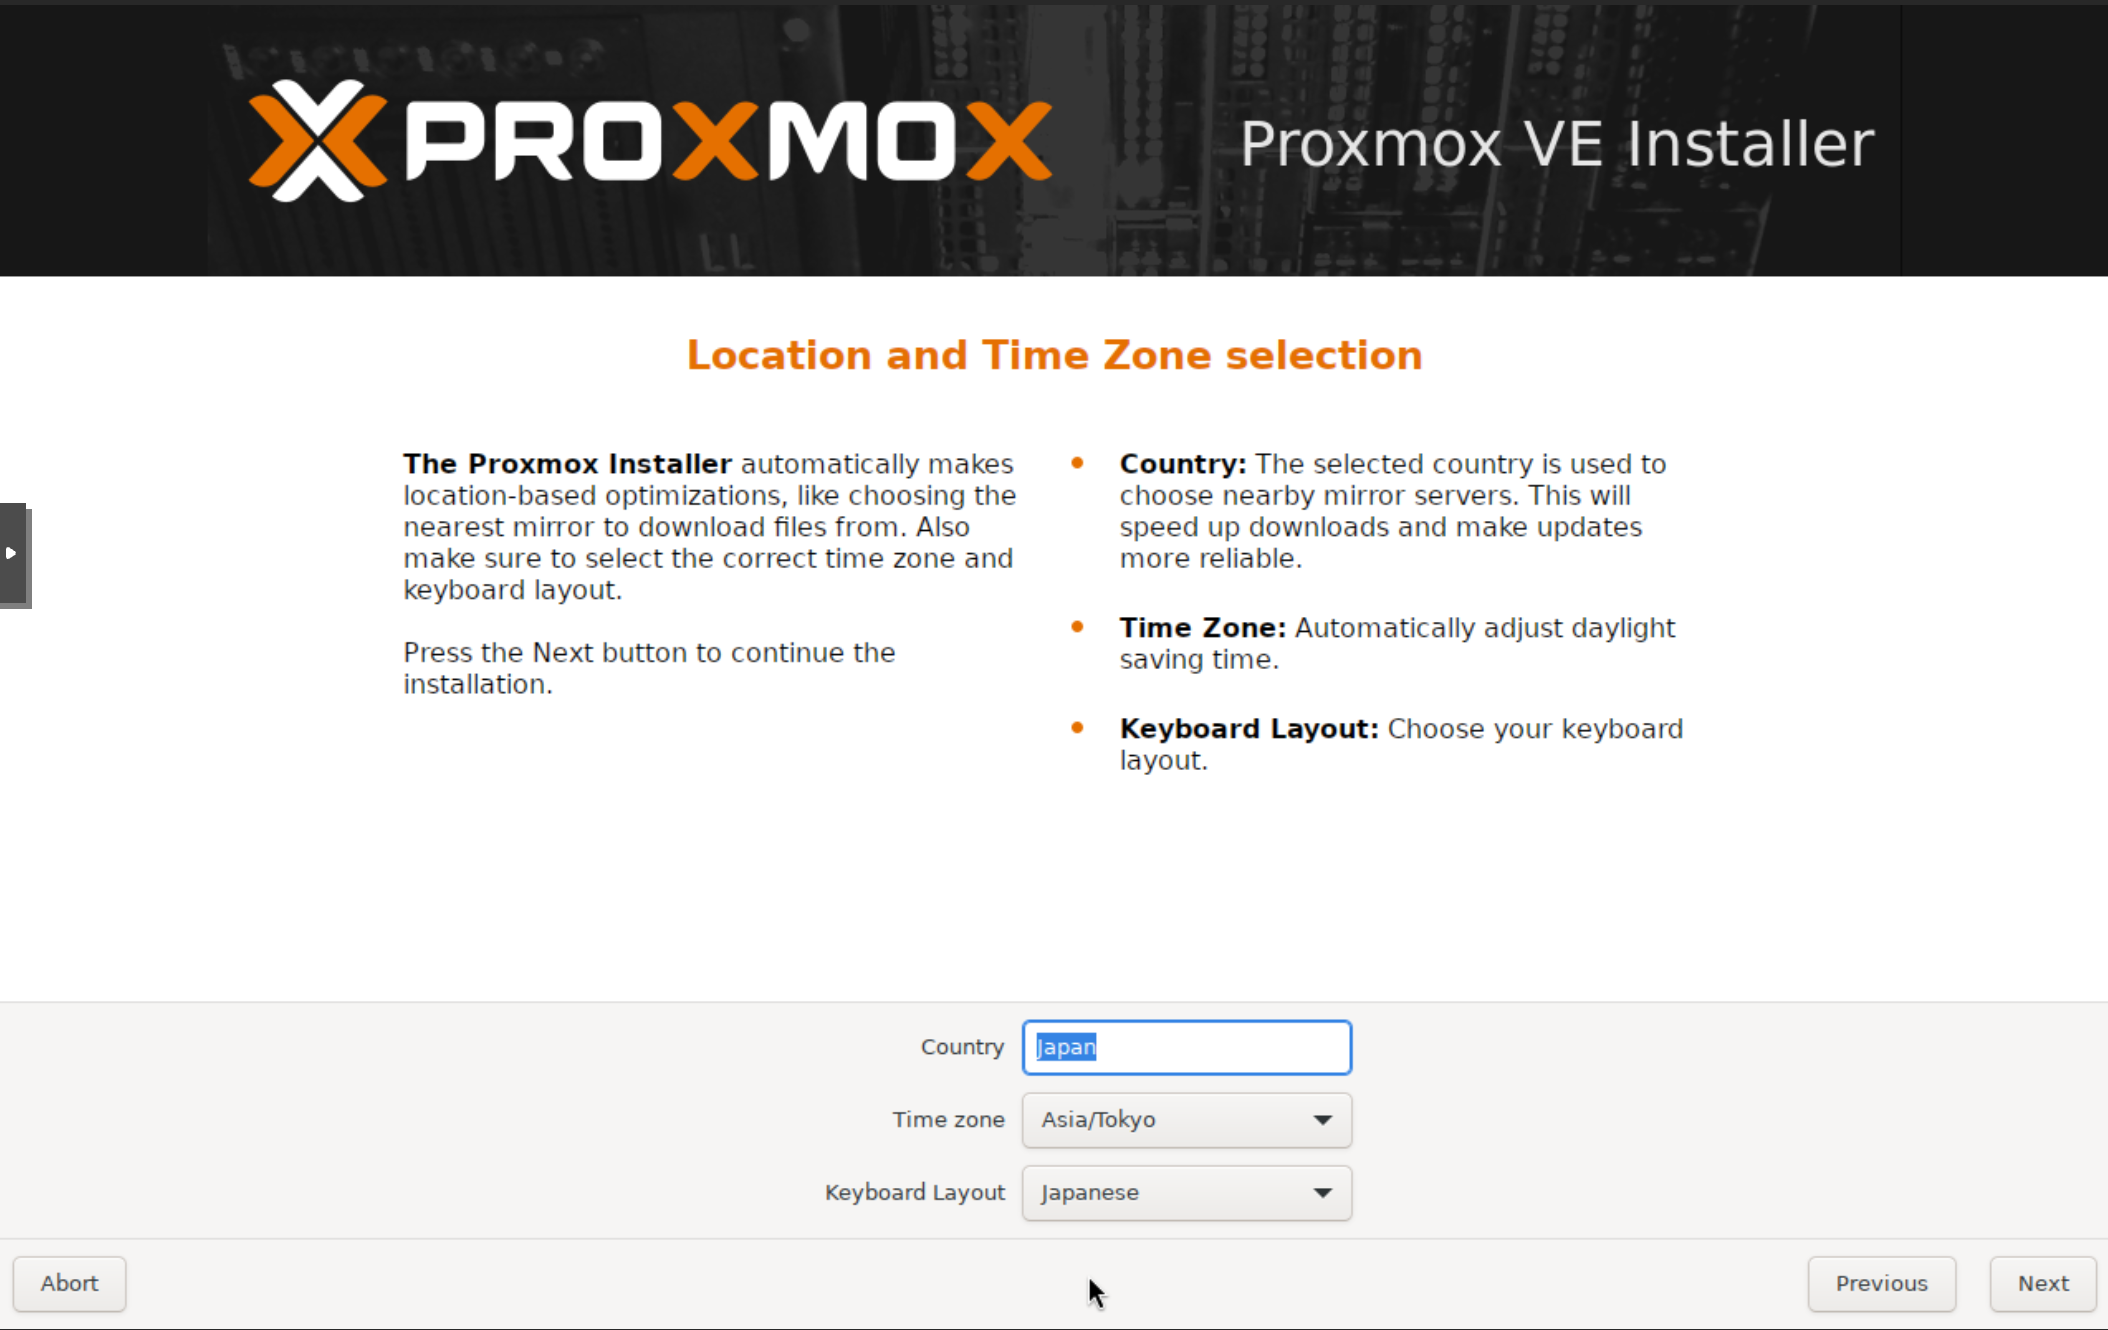 PROXMOX
Proxmox VE Installer
Location and Time Zone selection
The Proxmox Installer automatically makes
location-based optimizations, like choosing the
nearest mirror to download files from. Also
make sure to select the correct time zone and
keyboard layout.
Press the Next button to continue the
installation.
Country: The selected country is used to
choose nearby mirror servers. This will
speed up downloads and make updates
more reliable.
Time Zone: Automatically adjust daylight
saving time.
Keyboard Layout: Choose your keyboard
layout.
Country Japan
Time zone Asia/Tokyo
Keyboard Layout Japanese
Abort Previous Next